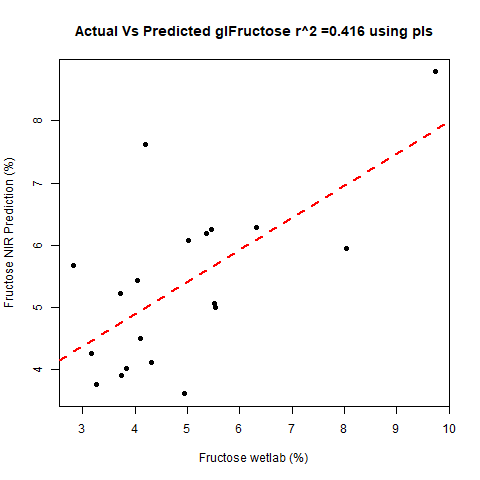 Actual Vs Predicted glFructose r^2 =0.416 using pls
Fructose NIR Prediction (%)
8
7
6
5
4
3 4 5 6 7 8 9 10
Fructose wetlab (%)